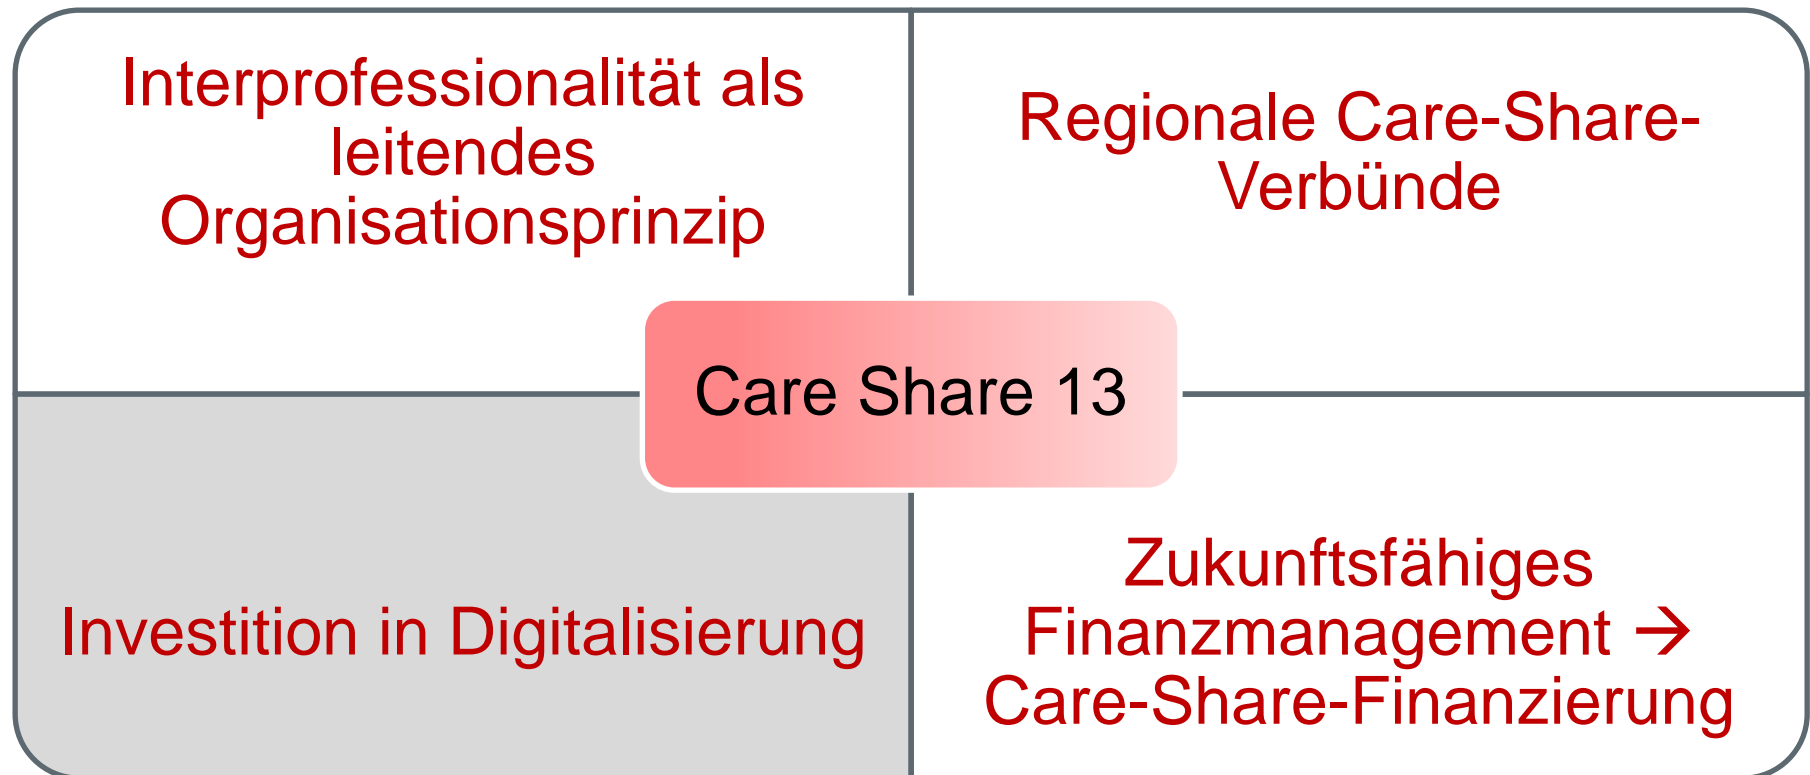 Interprofessionalität als
leitendes
Organisationsprinzip
Regionale Care-Share-
Verbünde
Care Share 13
Investition in Digitalisierung
Zukunftsfähiges
Finanzmanagement →
Care-Share-Finanzierung